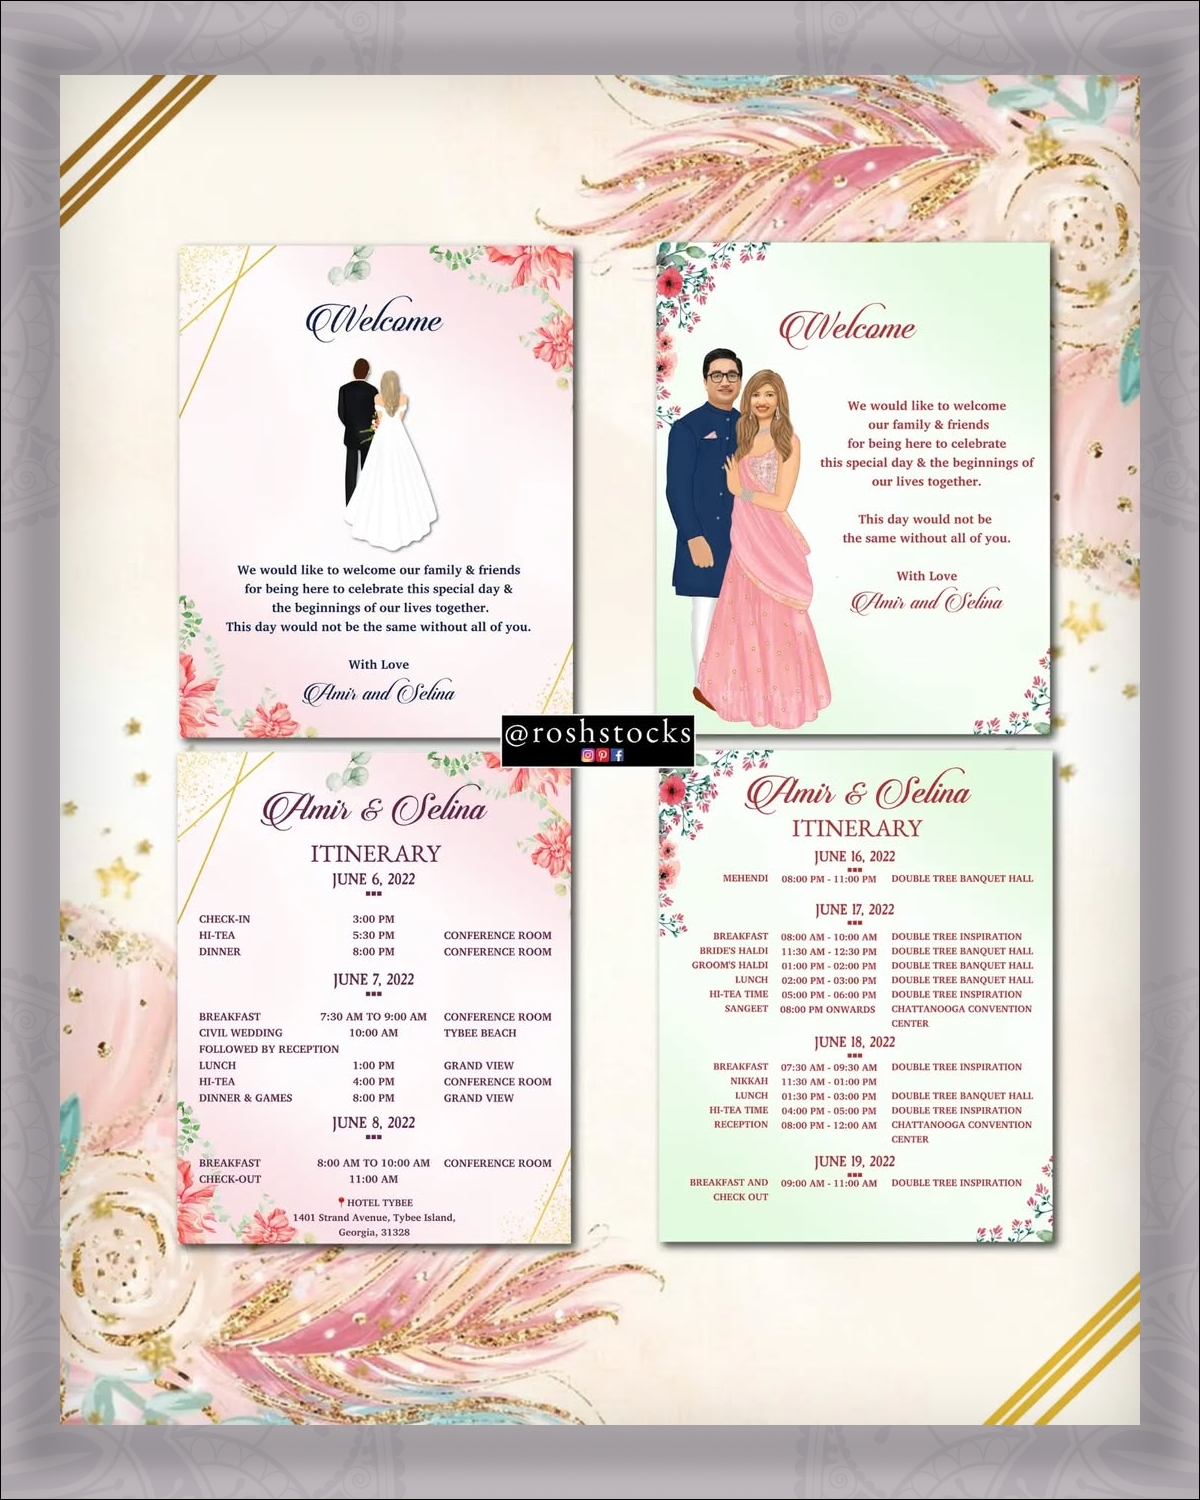 Welcome
We would like to welcome our family & friends
for being here to celebrate this special day &
the beginnings of our lives together.
This day would not be the same without all of you.
With Love
Amir and Selina
Welcome
We would like to welcome
our family & friends
for being here to celebrate
this special day & the beginnings of
our lives together.
This day would not be
the same without all of you.
With Love
Amir and Selina
@roshstocks
Amir & Selina
ITINERARY
JUNE 6, 2022
CHECK-IN 3:00 PM
HI-TEA 5:30 PM CONFERENCE ROOM
DINNER 8:00 PM CONFERENCE ROOM
JUNE 7, 2022
BREAKFAST 7:30 AM TO 9:00 AM CONFERENCE ROOM
CIVIL WEDDING 10:00 AM TYBEE BEACH
FOLLOWED BY RECEPTION
LUNCH 1:00 PM GRAND VIEW
HI-TEA 4:00 PM CONFERENCE ROOM
DINNER & GAMES 8:00 PM GRAND VIEW
JUNE 8, 2022
BREAKFAST 8:00 AM TO 10:00 AM CONFERENCE ROOM
CHECK-OUT 11:00 AM
HOTEL TYBEE
1401 Strand Avenue, Tybee Island,
Georgia, 31328
Amir & Selina
ITINERARY
JUNE 16, 2022
MEHENDI 08:00 PM - 11:00 PM DOUBLE TREE BANQUET HALL
JUNE 17, 2022
BREAKFAST 08:00 AM - 10:00 AM DOUBLE TREE INSPIRATION
BRIDE'S HALDI 11:30 AM - 12:30 PM DOUBLE TREE BANQUET HALL
GROOM'S HALDI 01:00 PM - 02:00 PM DOUBLE TREE BANQUET HALL
LUNCH 02:00 PM - 03:00 PM DOUBLE TREE BANQUET HALL
HI-TEA TIME 05:00 PM - 06:00 PM DOUBLE TREE INSPIRATION
SANGEET 08:00 PM ONWARDS CHATTANOOGA CONVENTION
CENTER
JUNE 18, 2022
BREAKFAST 07:30 AM - 09:30 AM DOUBLE TREE INSPIRATION
NIKKAH 11:30 AM - 01:00 PM
LUNCH 01:30 PM - 03:00 PM DOUBLE TREE BANQUET HALL
HI-TEA TIME 04:00 PM - 05:00 PM DOUBLE TREE INSPIRATION
RECEPTION 08:00 PM - 12:00 AM CHATTANOOGA CONVENTION
CENTER
JUNE 19, 2022
BREAKFAST AND 09:00 AM - 11:00 AM DOUBLE TREE INSPIRATION
CHECK OUT